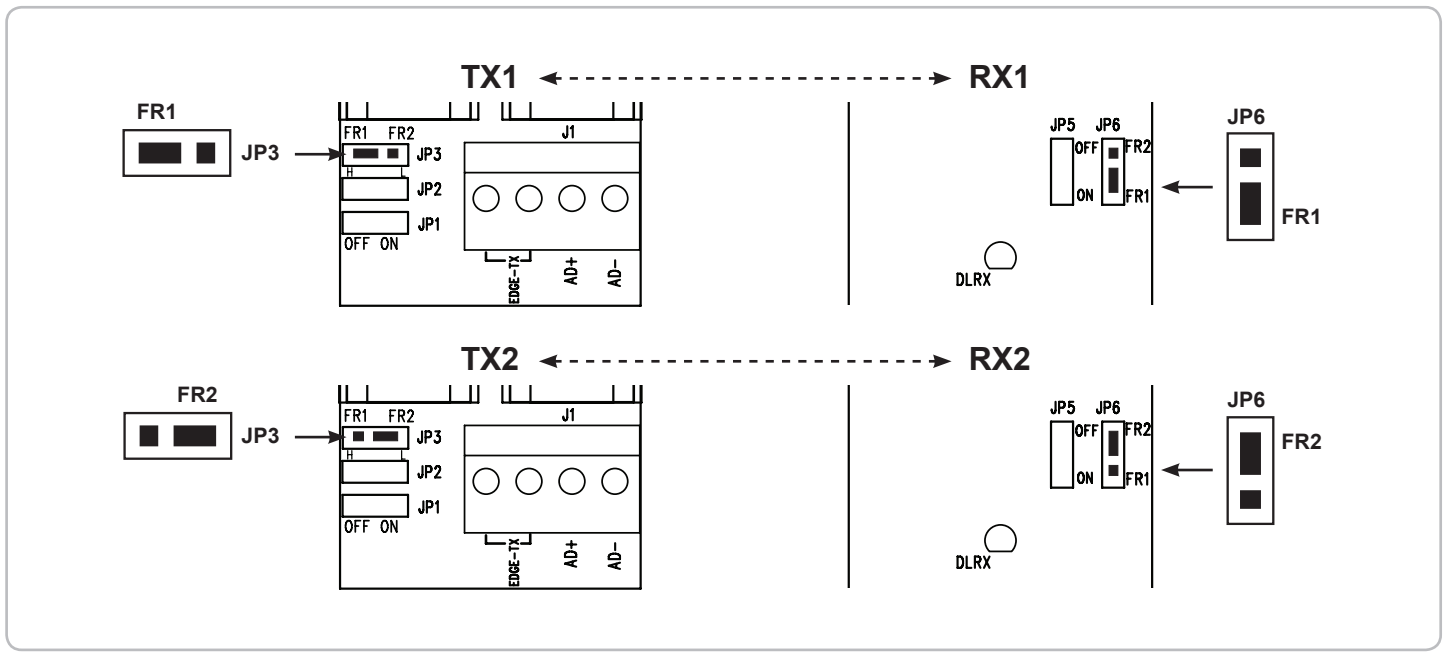 TX1 RX1
FR1
JP3
FR1 FR2
JP3
H L
JP2
JP1
OFF ON
J1
EDGE-TX
AD+
AD-
JP5 JP6
OFF FR2
ON FR1
DLRX
JP6
FR1
TX2 RX2
FR2
JP3
FR1 FR2
JP3
H L
JP2
JP1
OFF ON
J1
EDGE-TX
AD+
AD-
JP5 JP6
OFF FR2
ON FR1
DLRX
JP6
FR2